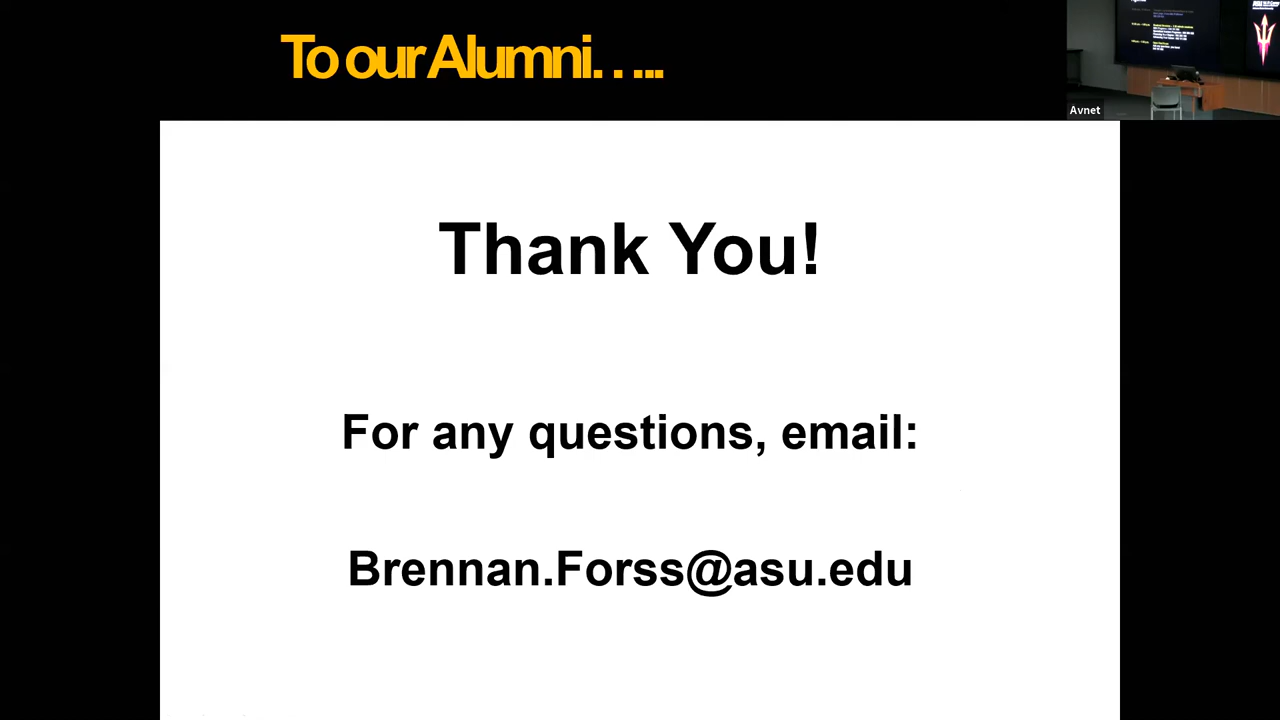 To our Alumni…..
Avnet
Thank You!
For any questions, email:
Brennan.Forss@asu.edu